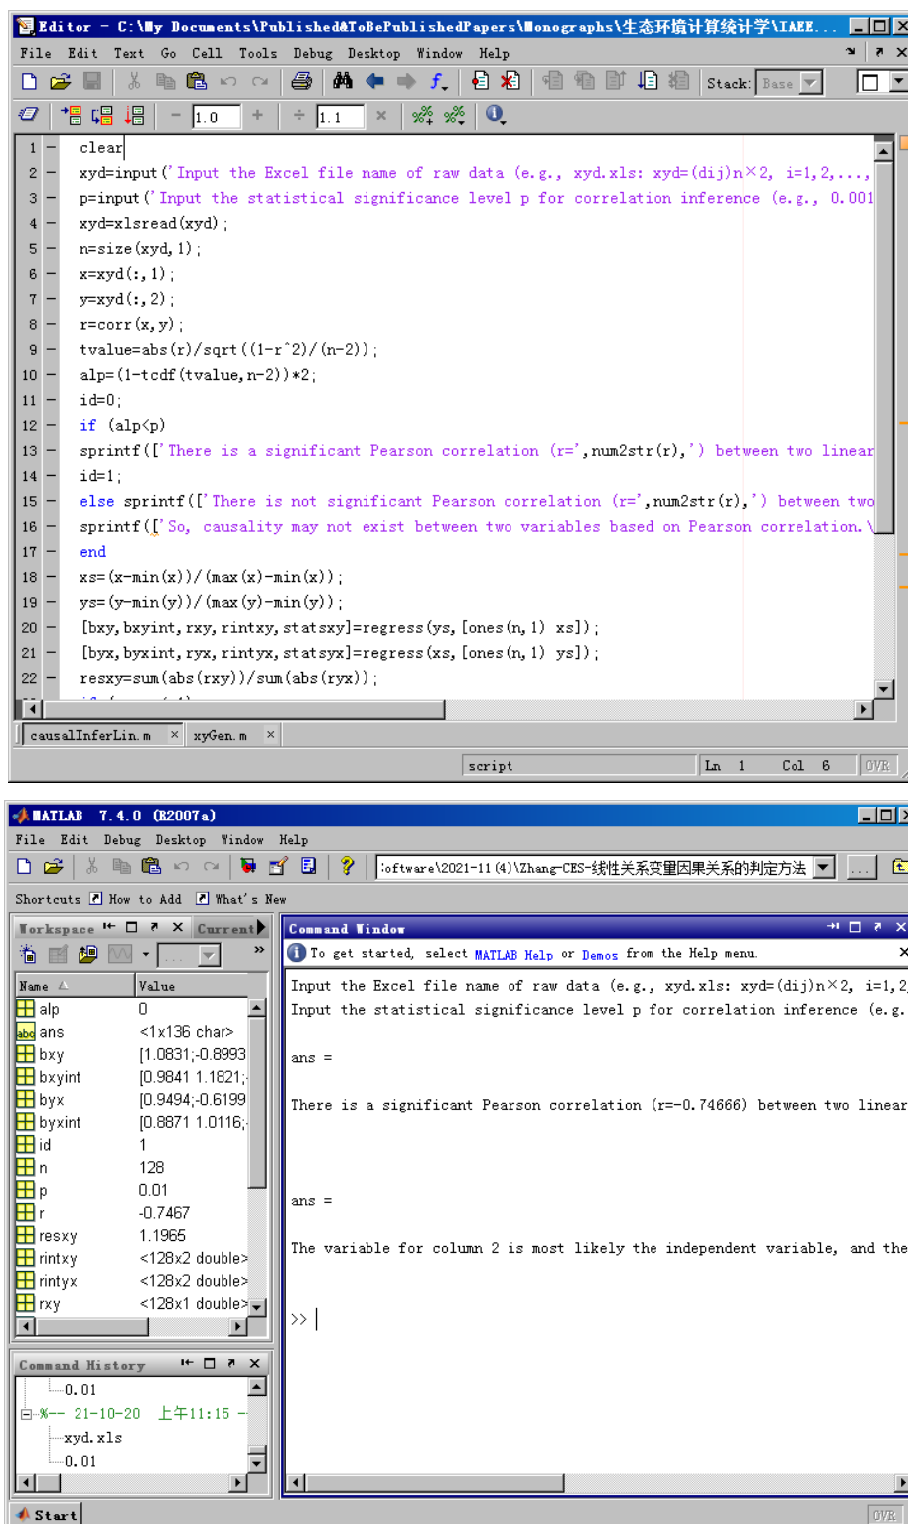 Editor - C:\My Documents\Published&ToBePublishedPapers\Monographs\生态环境计算统计学\IAEE...
File Edit Text Go Cell Tools Debug Desktop Window Help
Stack: Base
- 1.0 + ÷ 1.1 ×
1 - clear
2 - xyd=input('Input the Excel file name of raw data (e.g., xyd.xls: xyd=(dij)n×2, i=1,2,...,
3 - p=input('Input the statistical significance level p for correlation inference (e.g., 0.001
4 - xyd=xlsread(xyd);
5 - n=size(xyd,1);
6 - x=xyd(:,1);
7 - y=xyd(:,2);
8 - r=corr(x,y);
9 - tvalue=abs(r)/sqrt((1-r^2)/(n-2));
10 - alp=(1-tcdf(tvalue,n-2))*2;
11 - id=0;
12 - if (alp<p)
13 - sprintf(['There is a significant Pearson correlation (r=',num2str(r),') between two linear
14 - id=1;
15 - else sprintf(['There is not significant Pearson correlation (r=',num2str(r),') between two
16 - sprintf(['So, causality may not exist between two variables based on Pearson correlation.\
17 - end
18 - xs=(x-min(x))/(max(x)-min(x));
19 - ys=(y-min(y))/(max(y)-min(y));
20 - [bxy,bxyint,rxy,rintxy,statsxy]=regress(ys,[ones(n,1) xs]);
21 - [byx,byxint,ryx,rintyx,statsyx]=regress(xs,[ones(n,1) ys]);
22 - resxy=sum(abs(rxy))/sum(abs(ryx));
causalInferLin.m × xyGen.m ×
script Ln 1 Col 6 OVR
MATLAB 7.4.0 (R2007a)
File Edit Debug Desktop Window Help
:oftware\2021-11(4)\Zhang-CES-线性关系变量因果关系的判定方法 ...
Shortcuts How to Add What's New
Workspace Current
...
Name Value
alp 0
abc ans <1x136 char>
bxy [1.0831;-0.8993
bxyint [0.9841 1.1821;-
byx [0.9494;-0.6199
byxint [0.8871 1.0116;-
id 1
n 128
p 0.01
r -0.7467
resxy 1.1965
rintxy <128x2 double>
rintyx <128x2 double>
rxy <128x1 double>
Command History
0.01
%-- 21-10-20 上午11:15 -
xyd.xls
0.01
Command Window
To get started, select MATLAB Help or Demos from the Help menu.
Input the Excel file name of raw data (e.g., xyd.xls: xyd=(dij)n×2, i=1,2,
Input the statistical significance level p for correlation inference (e.g.
ans =
There is a significant Pearson correlation (r=-0.74666) between two linear
ans =
The variable for column 2 is most likely the independent variable, and the
>>
Start OVR